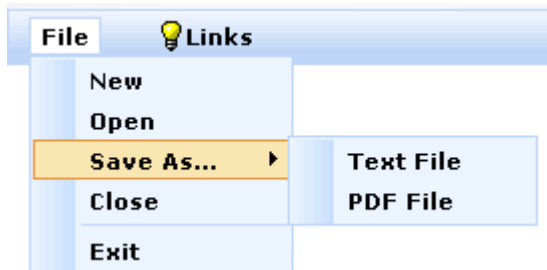 File Links
New
Open
Save As...
Text File
Close
PDF File
Exit